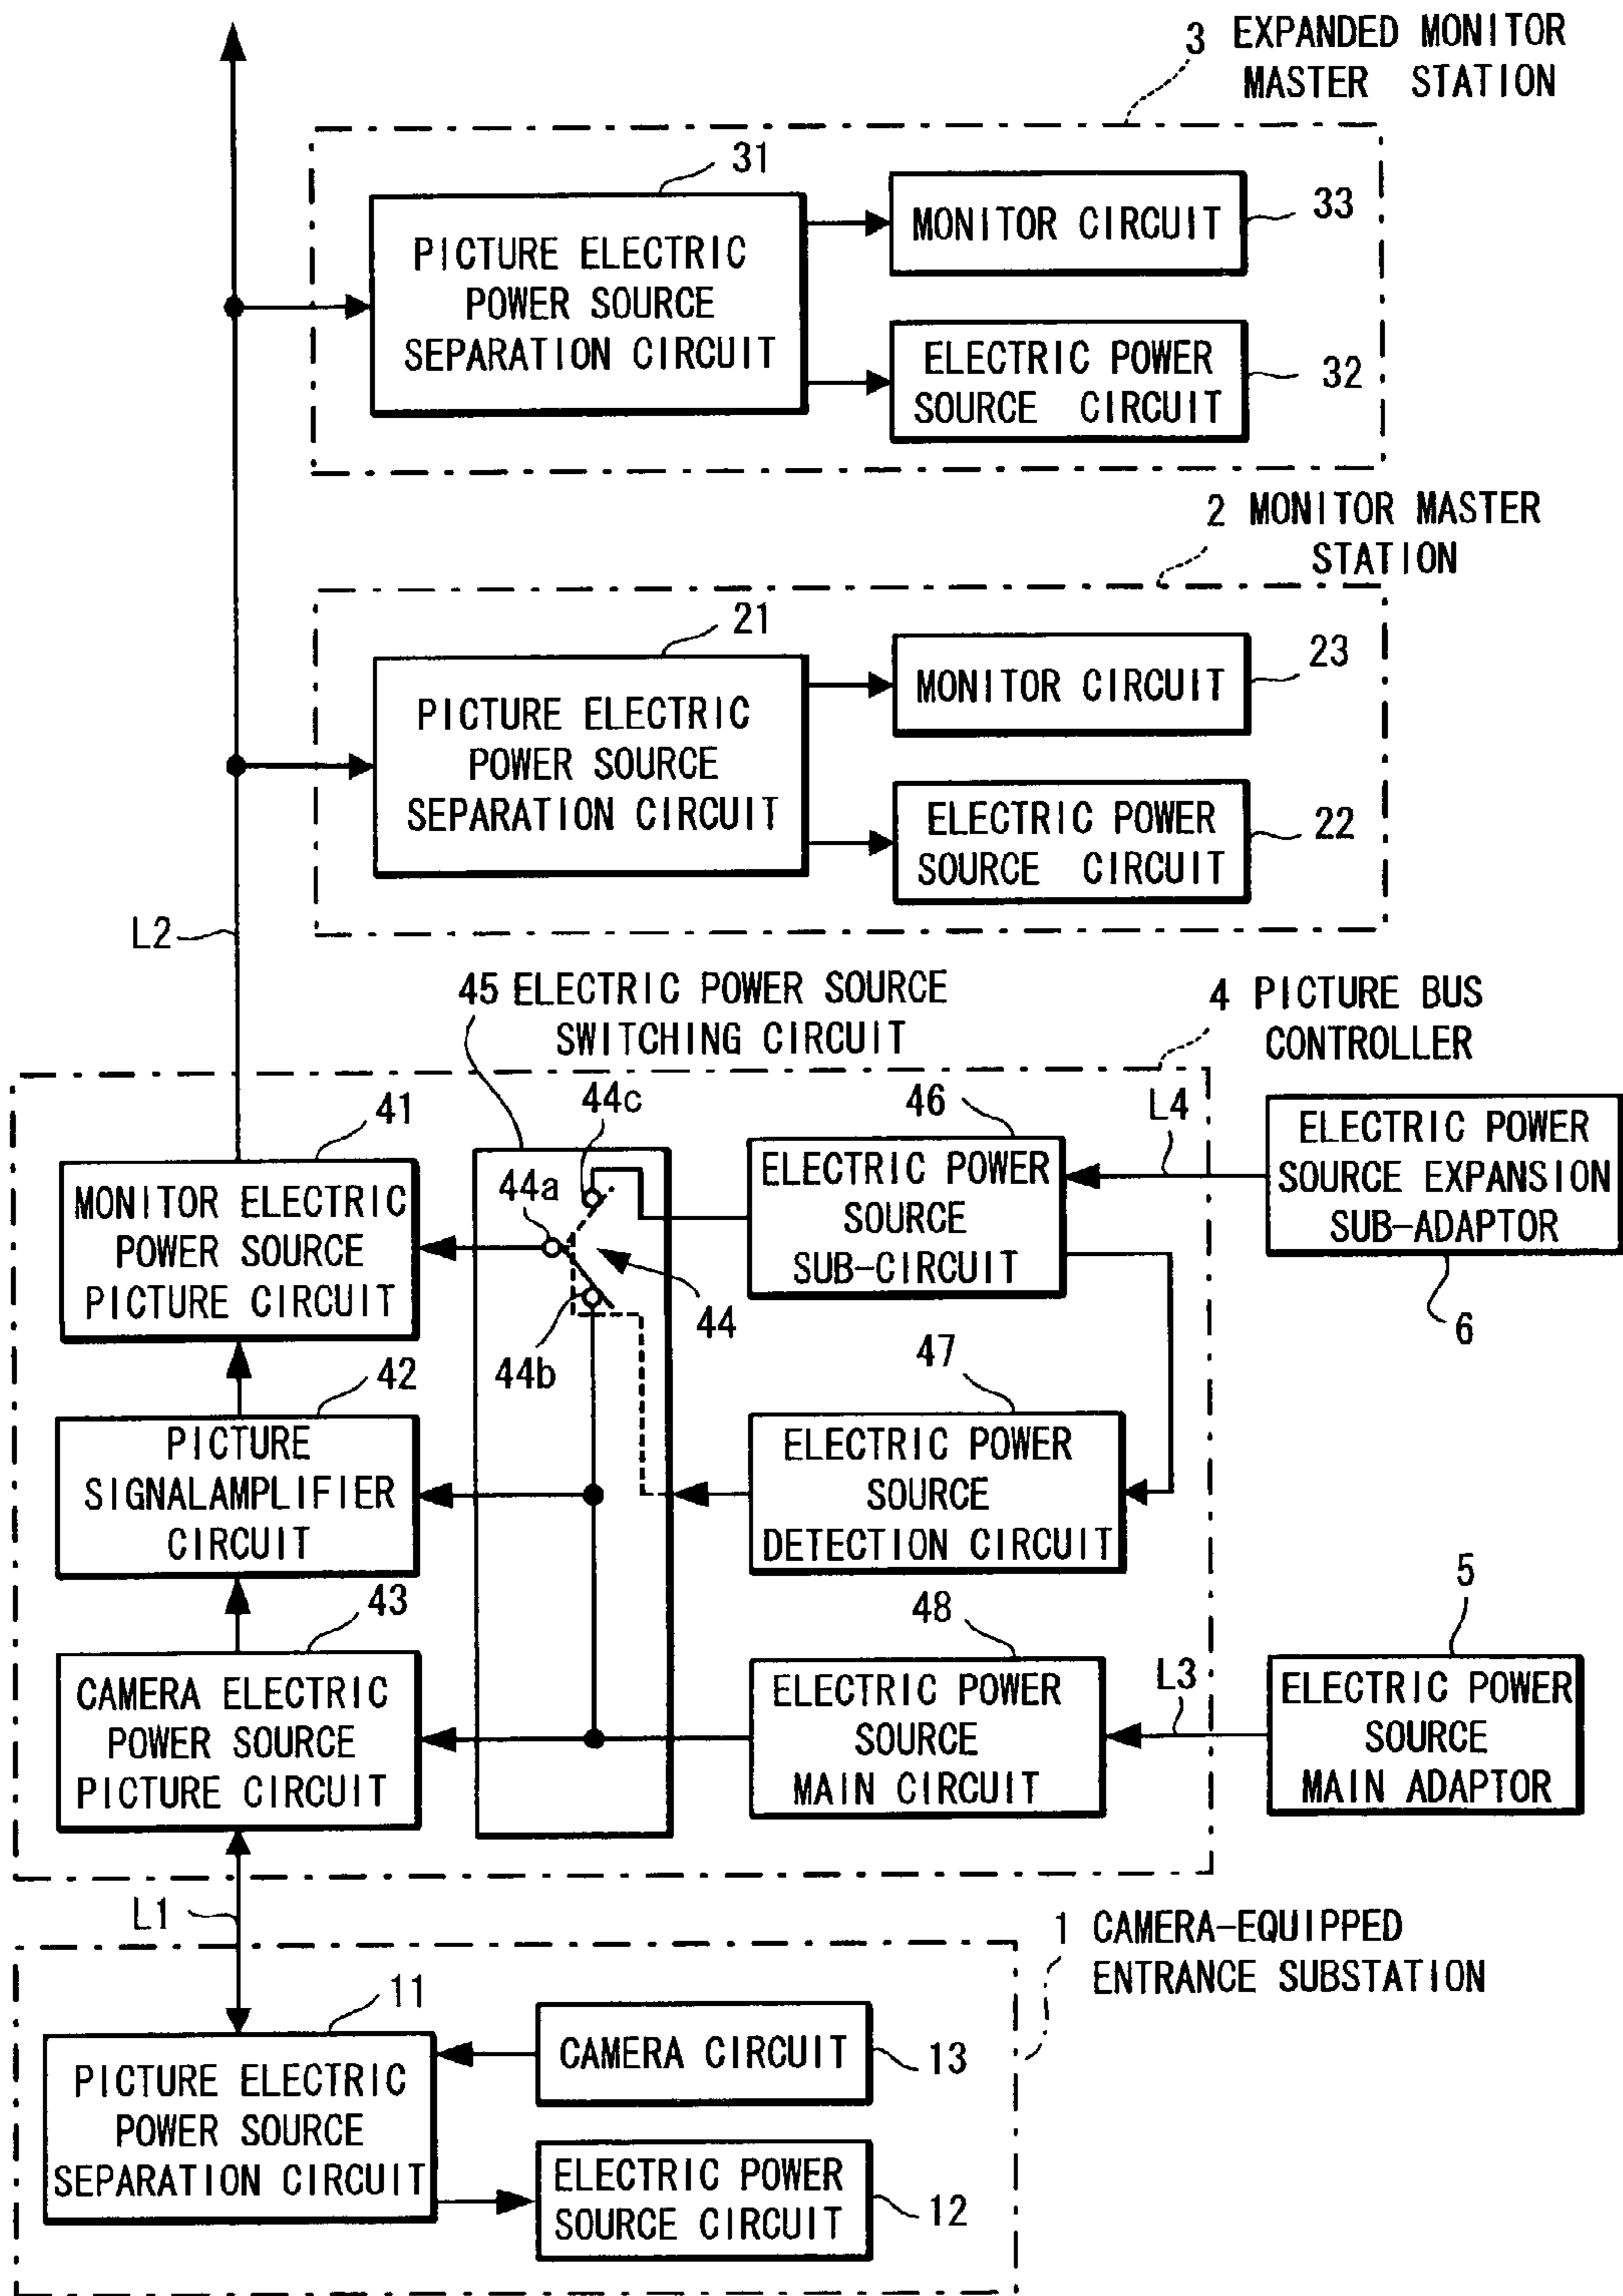 3 EXPANDED MONITOR
MASTER STATION
31
MONITOR CIRCUIT
33
PICTURE ELECTRIC
POWER SOURCE
SEPARATION CIRCUIT
ELECTRIC POWER
SOURCE CIRCUIT
32
2 MONITOR MASTER
STATION
21
MONITOR CIRCUIT
23
PICTURE ELECTRIC
POWER SOURCE
SEPARATION CIRCUIT
ELECTRIC POWER
SOURCE CIRCUIT
22
L2
45 ELECTRIC POWER SOURCE
SWITCHING CIRCUIT
4 PICTURE BUS
CONTROLLER
41
MONITOR ELECTRIC
POWER SOURCE
PICTURE CIRCUIT
44c
44a
44b
44
46
ELECTRIC POWER
SOURCE
SUB-CIRCUIT
L4
ELECTRIC POWER
SOURCE EXPANSION
SUB-ADAPTOR
6
42
PICTURE
SIGNALAMPLIFIER
CIRCUIT
47
ELECTRIC POWER
SOURCE
DETECTION CIRCUIT
43
CAMERA ELECTRIC
POWER SOURCE
PICTURE CIRCUIT
48
ELECTRIC POWER
SOURCE
MAIN CIRCUIT
L3
5
ELECTRIC POWER
SOURCE
MAIN ADAPTOR
L1
1 CAMERA-EQUIPPED
ENTRANCE SUBSTATION
11
PICTURE ELECTRIC
POWER SOURCE
SEPARATION CIRCUIT
CAMERA CIRCUIT
13
ELECTRIC POWER
SOURCE CIRCUIT
12